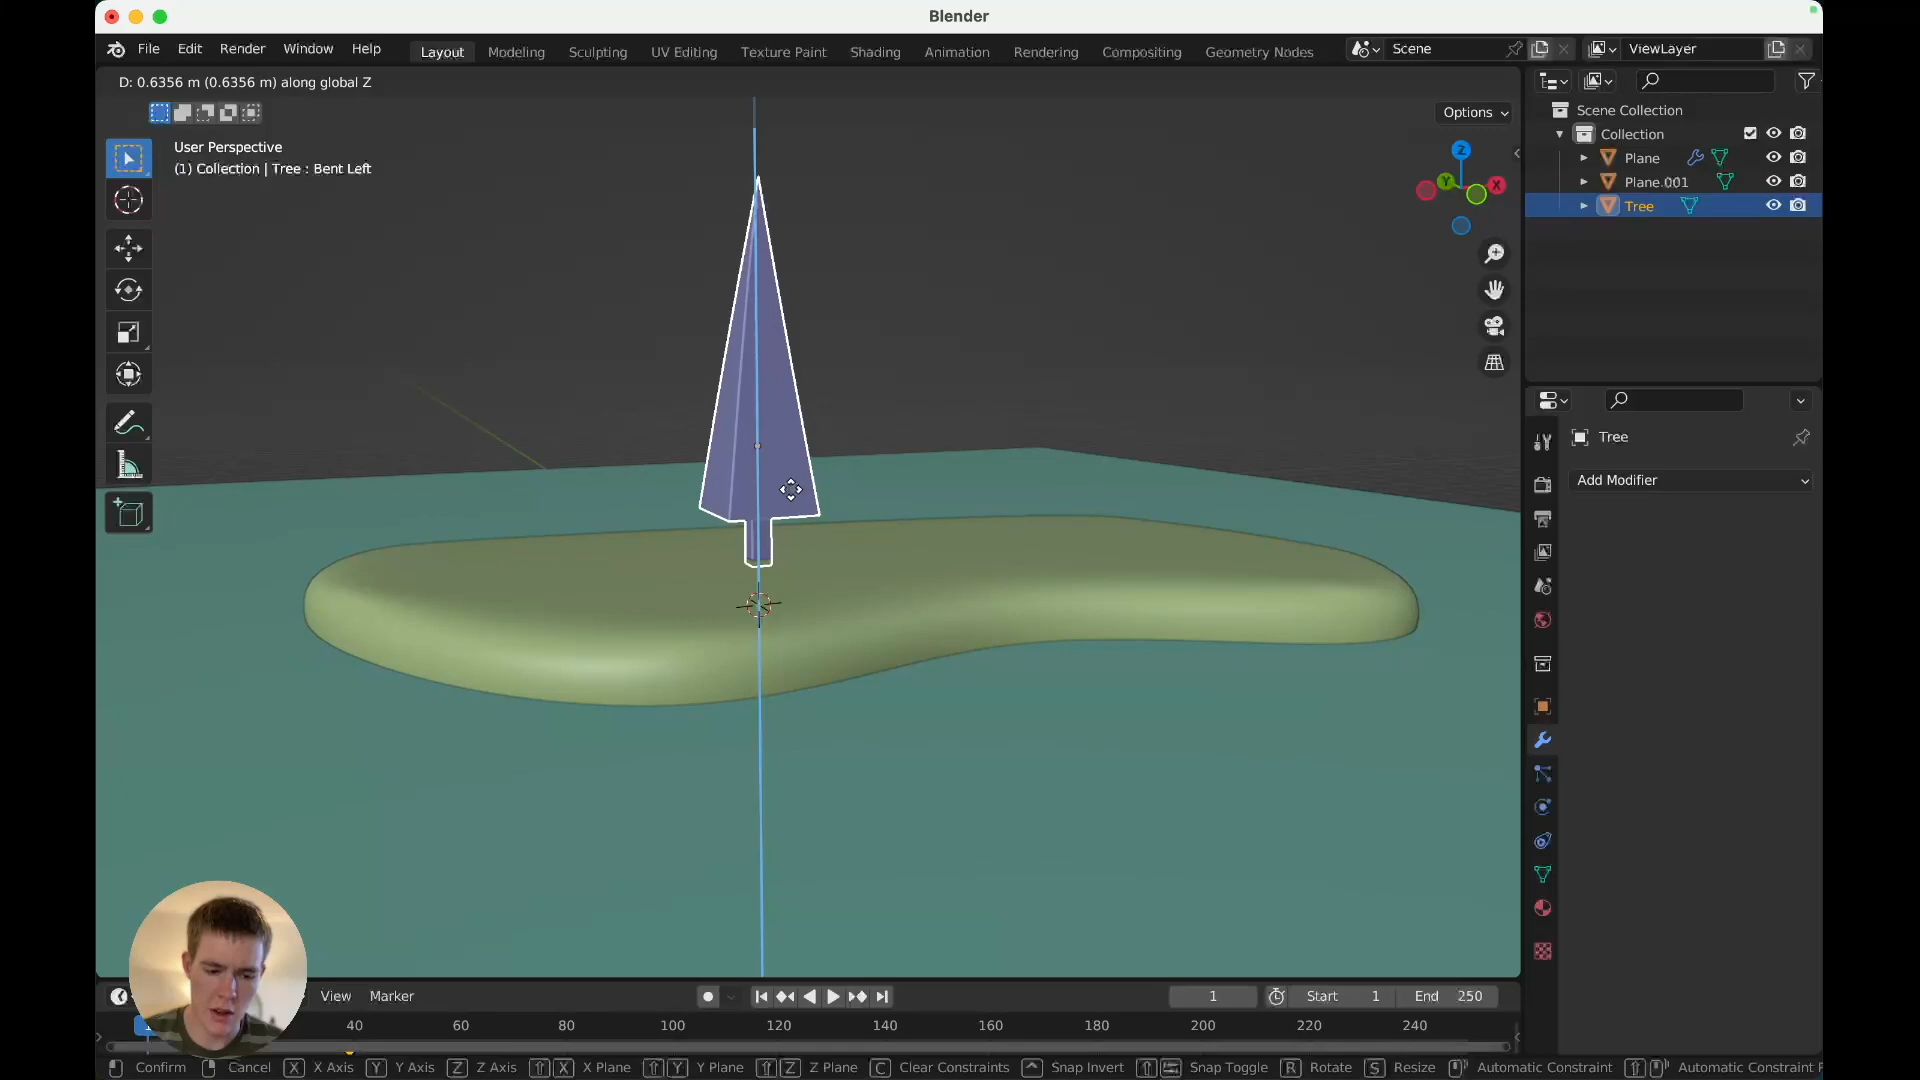 Blender
File Edit Render Window Help Layout Modeling Sculpting UV Editing Texture Paint Shading Animation Rendering Compositing Geometry Nodes Scene ViewLayer
D: 0.6356 m (0.6356 m) along global Z
Options
User Perspective
(1) Collection | Tree : Bent Left
Z
Y
X
Scene Collection
Collection
Plane
Plane.001
Tree
Tree
Add Modifier
View Marker 1 Start 1 End 250
40 60 80 100 120 140 160 180 200 220 240
Confirm Cancel X X Axis Y Y Axis Z Z Axis X X Plane Y Y Plane Z Z Plane C Clear Constraints Snap Invert Snap Toggle R Rotate S Resize Automatic Constraint Automatic Constraint